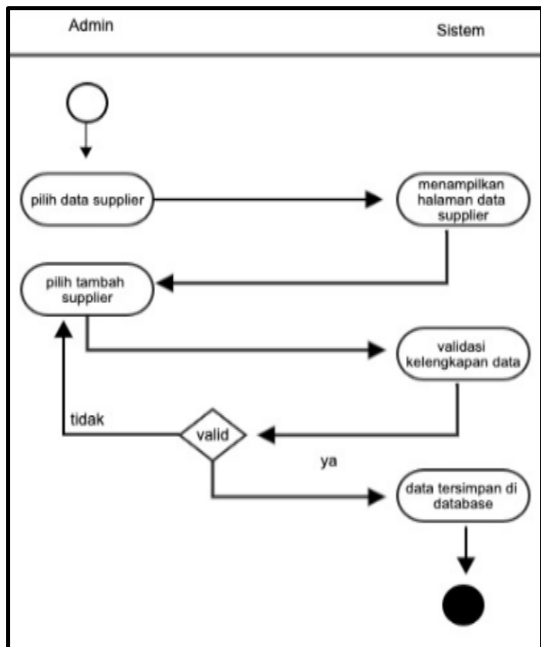 Admin
Sistem
pilih data supplier
menampilkan
halaman data
supplier
pilih tambah
supplier
validasi
kelengkapan data
tidak
valid
ya
data tersimpan di
database